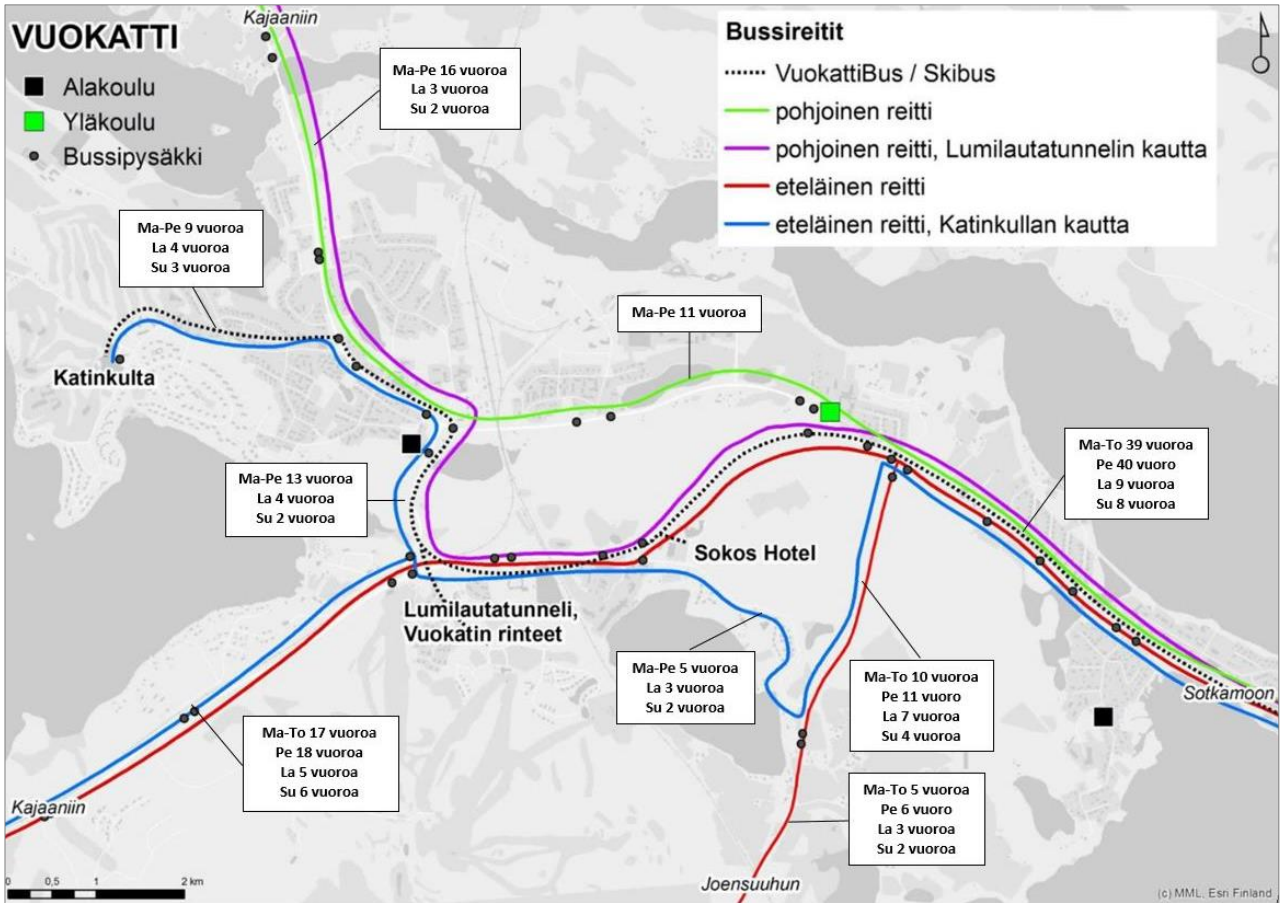 Kajaaniin
VUOKATTI
Alakoulu
Yläkoulu
Bussipysäkki
Ma-Pe 16 vuoroa
La 3 vuoroa
Su 2 vuoroa
Bussireitit
VuokattiBus / Skibus
pohjoinen reitti
pohjoinen reitti, Lumilautatunnelin kautta
eteläinen reitti
eteläinen reitti, Katinkullan kautta
Ma-Pe 9 vuoroa
La 4 vuoroa
Su 3 vuoroa
Ma-Pe 11 vuoroa
Katinkulta
Ma-Pe 13 vuoroa
La 4 vuoroa
Su 2 vuoroa
Ma-To 39 vuoroa
Pe 40 vuoro
La 9 vuoroa
Su 8 vuoroa
Sokos Hotel
Lumilautatunneli,
Vuokatin rinteet
Ma-Pe 5 vuoroa
La 3 vuoroa
Su 2 vuoroa
Ma-To 10 vuoroa
Pe 11 vuoro
La 7 vuoroa
Su 4 vuoroa
Sotkamoon
Ma-To 17 vuoroa
Pe 18 vuoroa
La 5 vuoroa
Su 6 vuoroa
Kajaaniin
Ma-To 5 vuoroa
Pe 6 vuoro
La 3 vuoroa
Su 2 vuoroa
Joensuuhun
0 0,5 1 2 km
(c) MML, Esri Finland